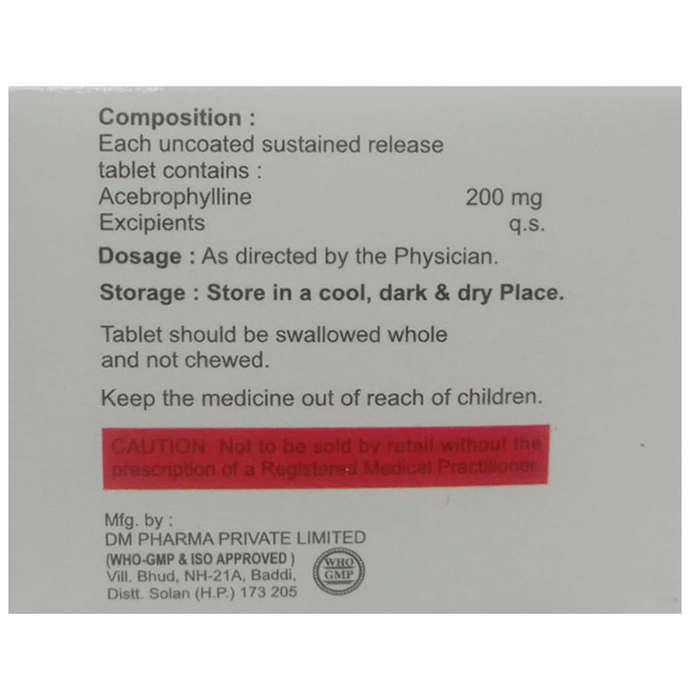 Composition :
Each uncoated sustained release
tablet contains :
Acebrophylline 200 mg
Excipients q.s.
Dosage : As directed by the Physician.
Storage : Store in a cool, dark & dry Place.
Tablet should be swallowed whole
and not chewed.
Keep the medicine out of reach of children.
CAUTION: Not to be sold by retail without the
prescription of a Registered Medical Practitioner
Mfg. by :
DM PHARMA PRIVATE LIMITED
(WHO-GMP & ISO APPROVED )
Vill. Bhud, NH-21A, Baddi,
Distt. Solan (H.P.) 173 205
WHO
GMP